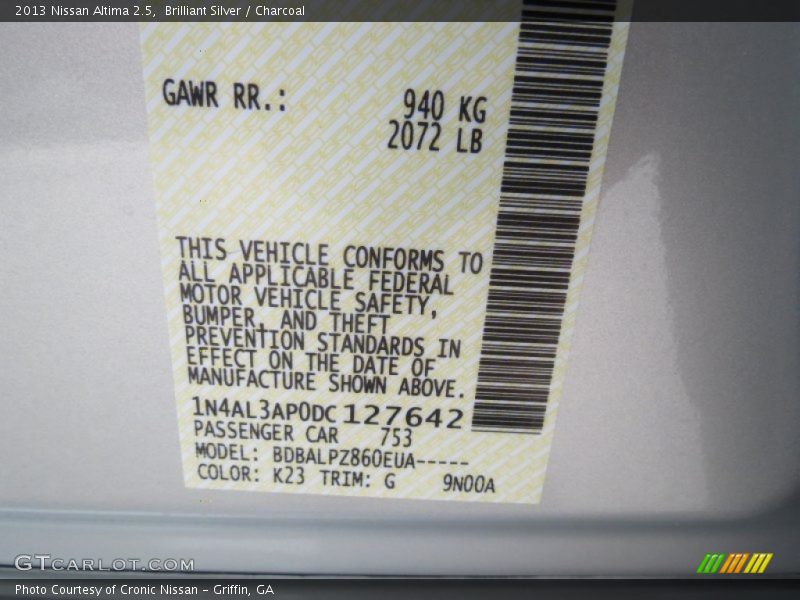 2013 Nissan Altima 2.5,  Brilliant Silver / Charcoal
GAWR RR.: 940 KG
2072 LB
THIS VEHICLE CONFORMS TO
ALL APPLICABLE FEDERAL
MOTOR VEHICLE SAFETY,
BUMPER, AND THEFT
PREVENTION STANDARDS IN
EFFECT ON THE DATE OF
MANUFACTURE SHOWN ABOVE.
1N4AL3AP0DC127642
PASSENGER CAR 753
MODEL: BDBALPZ860EUA-----
COLOR: K23 TRIM: G 9N00A
GTCARLOT.COM
Photo Courtesy of Cronic Nissan – Griffin, GA